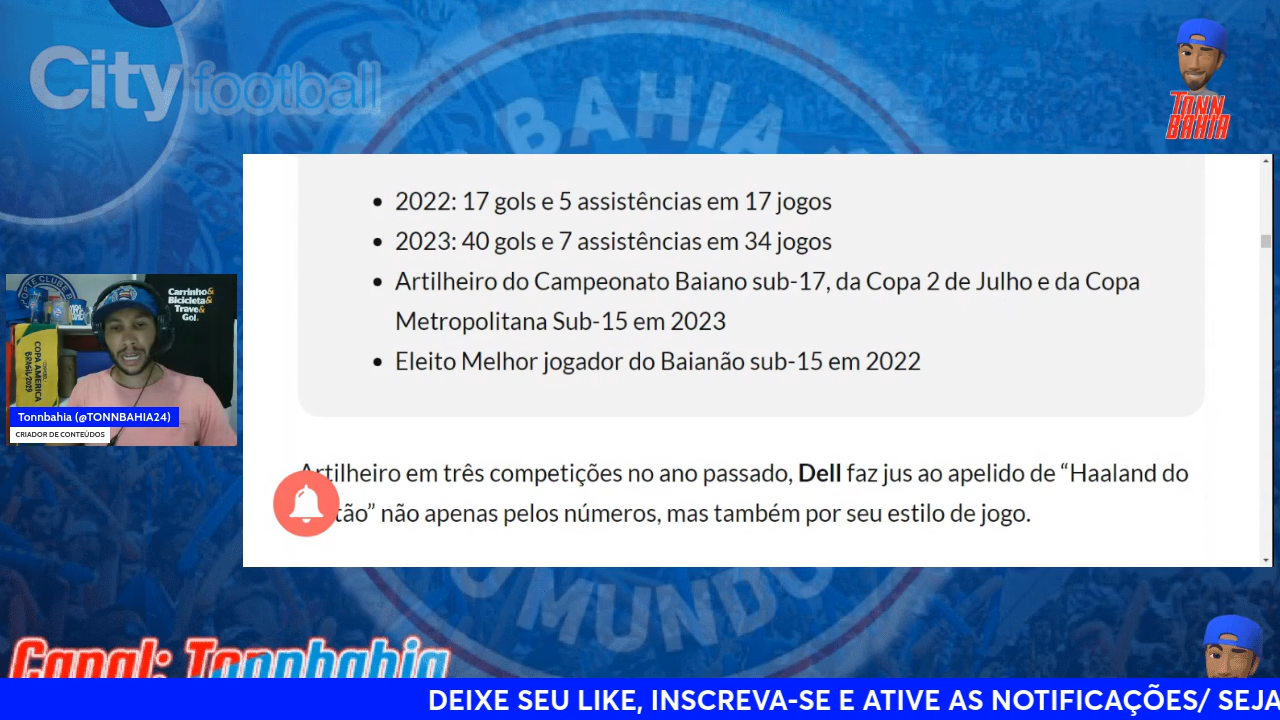 City football
BAHIA
TONN
BAHIA
• 2022: 17 gols e 5 assistências em 17 jogos
• 2023: 40 gols e 7 assistências em 34 jogos
• Artilheiro do Campeonato Baiano sub-17, da Copa 2 de Julho e da Copa
Metropolitana Sub-15 em 2023
• Eleito Melhor jogador do Baianão sub-15 em 2022
Carrinho&
Bicicleta&
Trave&
Gol.
COPA AMERICA
BRASIL2019
Tonnbahia (@TONNBAHIA24)
CRIADOR DE CONTEÚDOS
Artilheiro em três competições no ano passado, Dell faz jus ao apelido de “Haaland do
tão” não apenas pelos números, mas também por seu estilo de jogo.
MUNDO
Canal: Tonnbahia
DEIXE SEU LIKE, INSCREVA-SE E ATIVE AS NOTIFICAÇÕES/ SEJA